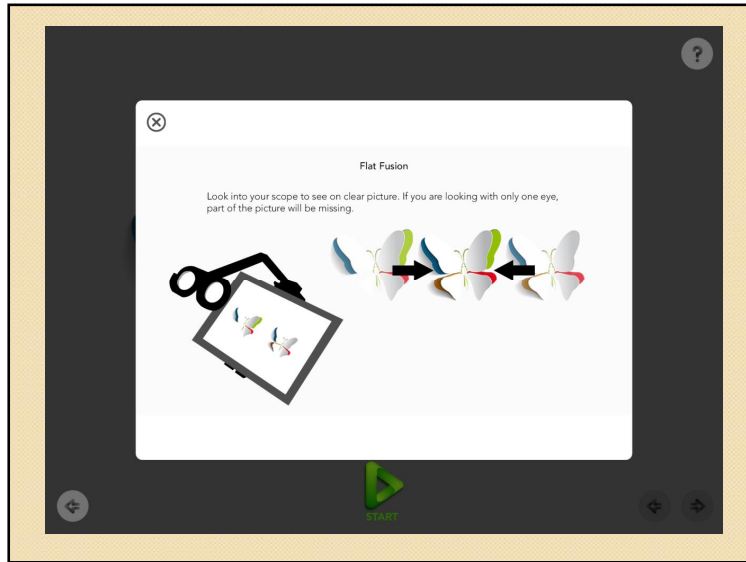 ?
Flat Fusion
Look into your scope to see on clear picture. If you are looking with only one eye,
part of the picture will be missing.
START